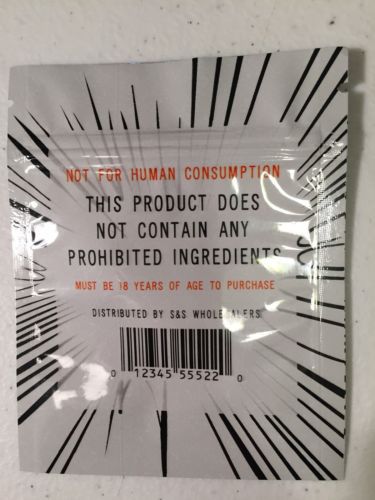 NOT FOR HUMAN CONSUMPTION
THIS PRODUCT DOES
NOT CONTAIN ANY
PROHIBITED INGREDIENTS
MUST BE 18 YEARS OF AGE TO PURCHASE
DISTRIBUTED BY S&S WHOLESALERS
0 12345 55522 0